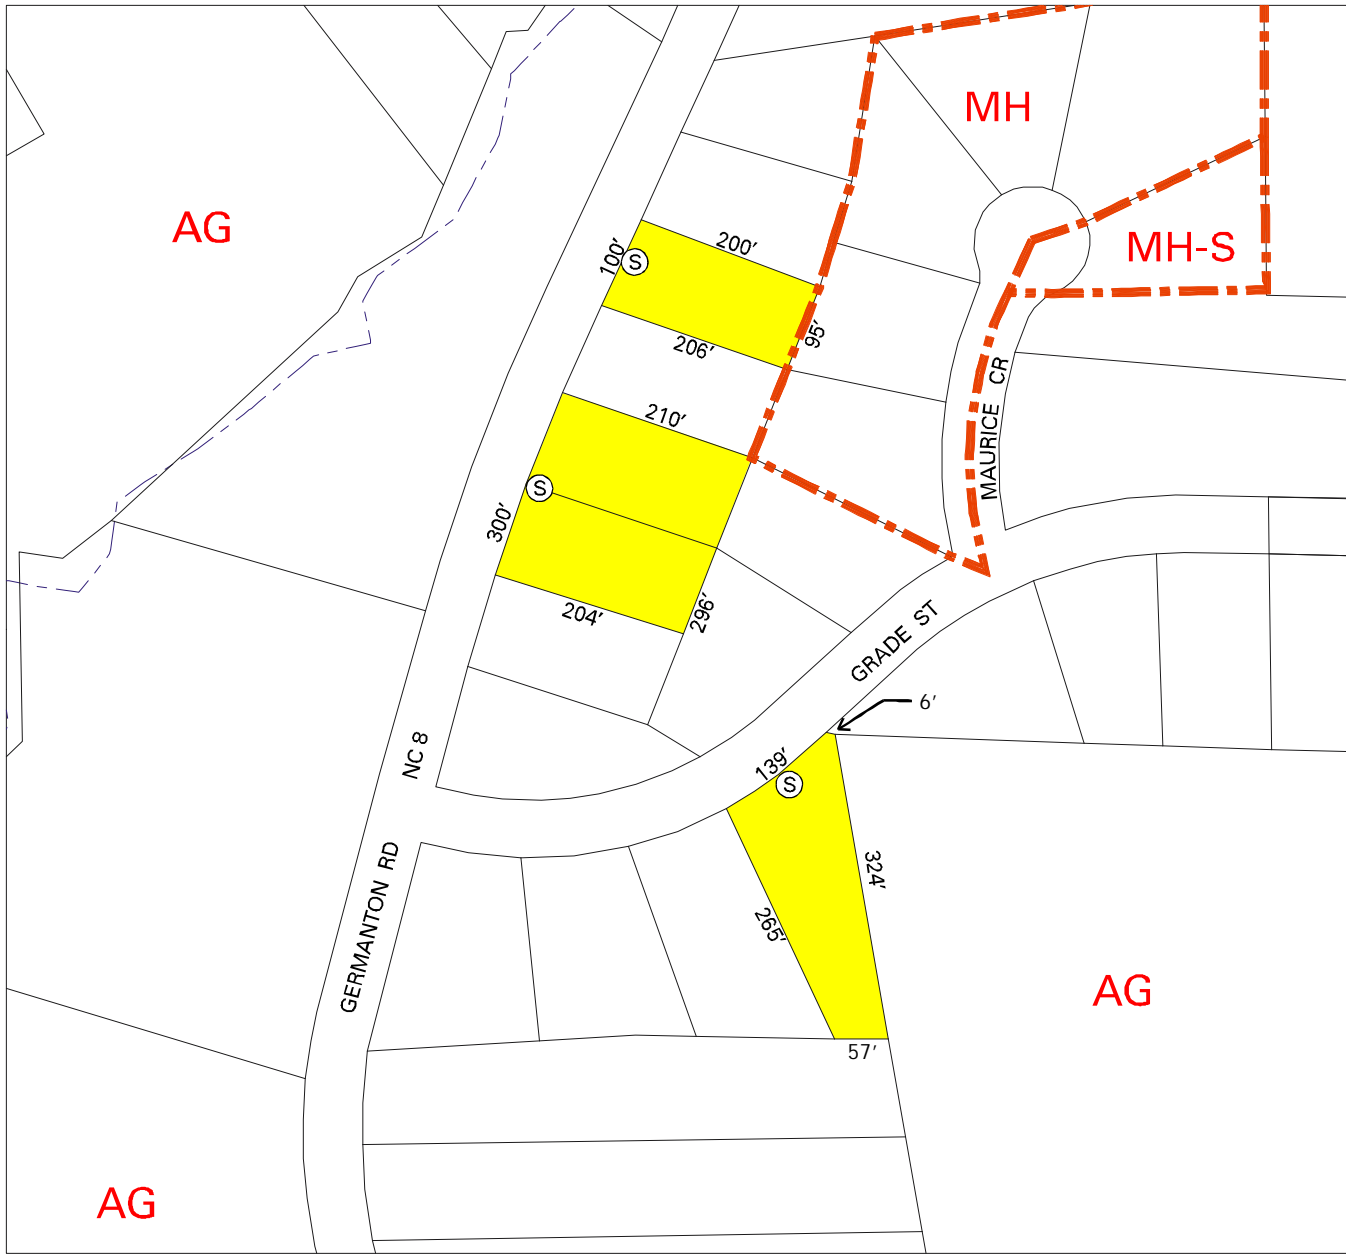 MH
AG
200′
MH-S
100′
S
95′
206′
MAURICE CR
210′
S
300′
296′
204′
GRADE ST
6′
NC 8
139′
S
324′
GERMANTON RD
265′
AG
57′
AG